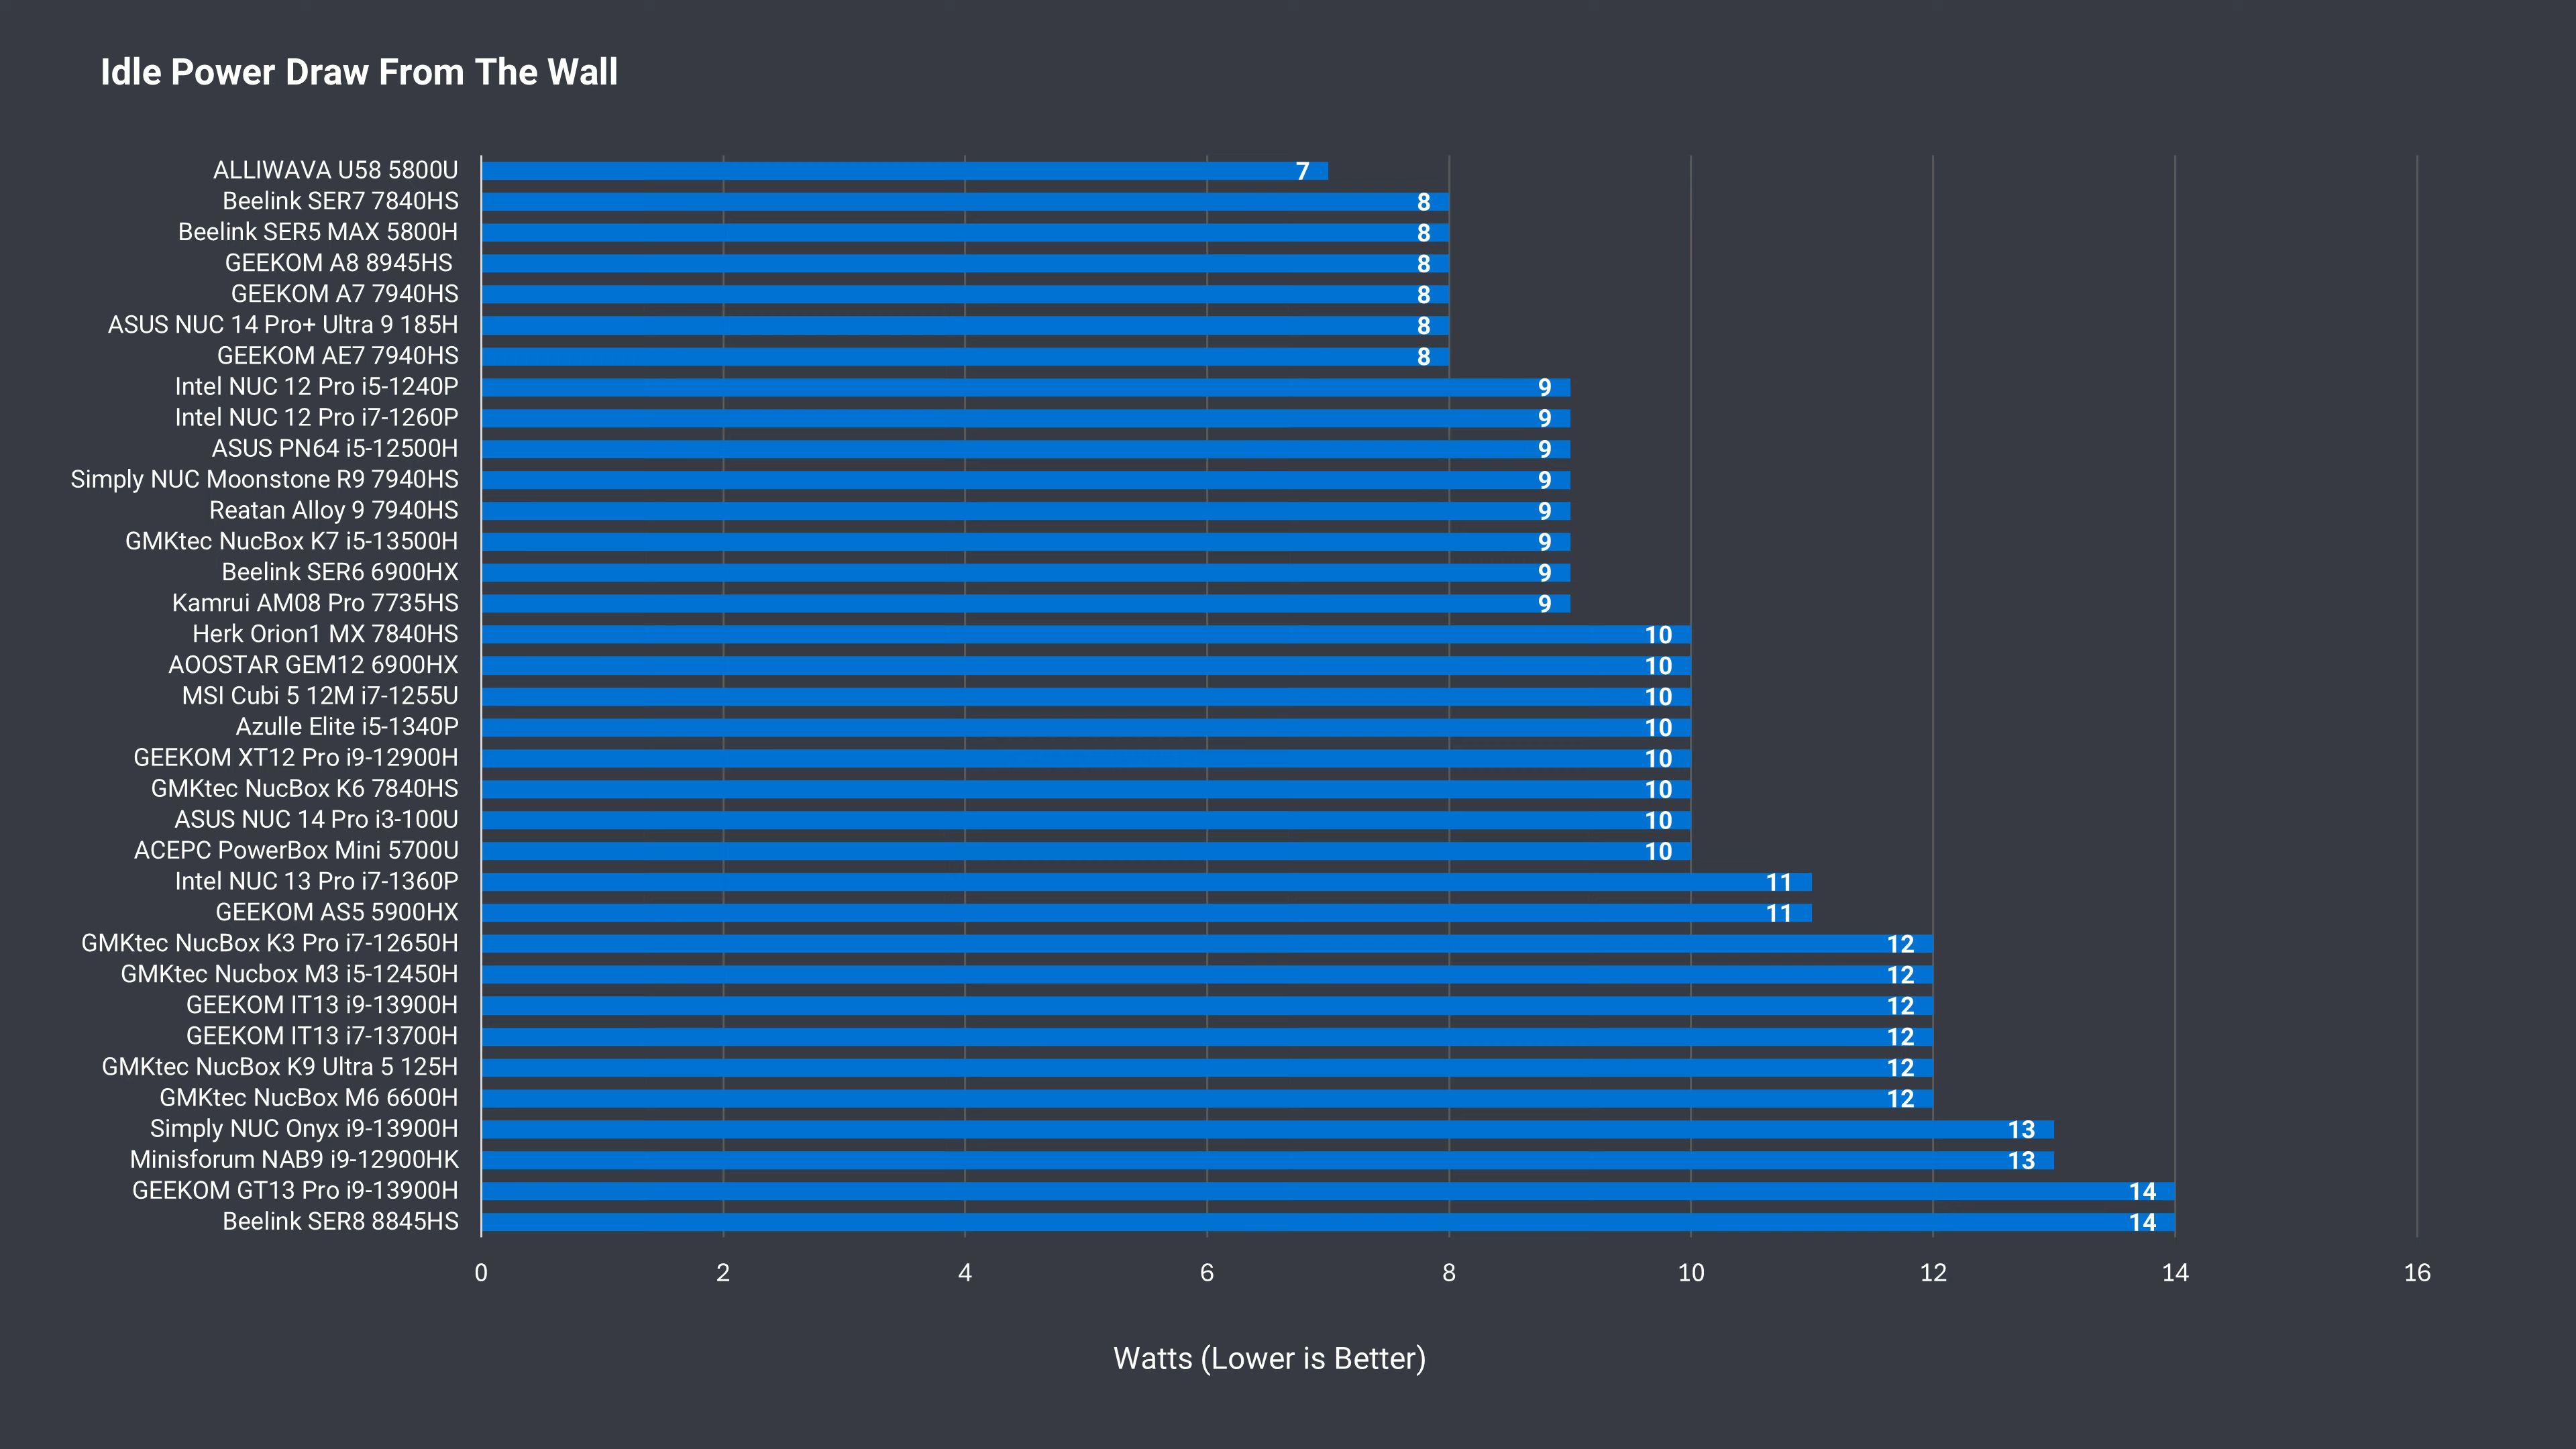 Idle Power Draw From The Wall
ALLIWAVA U58 5800U 7
Beelink SER7 7840HS 8
Beelink SER5 MAX 5800H 8
GEEKOM A8 8945HS 8
GEEKOM A7 7940HS 8
ASUS NUC 14 Pro+ Ultra 9 185H 8
GEEKOM AE7 7940HS 8
Intel NUC 12 Pro i5-1240P 9
Intel NUC 12 Pro i7-1260P 9
ASUS PN64 i5-12500H 9
Simply NUC Moonstone R9 7940HS 9
Reatan Alloy 9 7940HS 9
GMKtec NucBox K7 i5-13500H 9
Beelink SER6 6900HX 9
Kamrui AM08 Pro 7735HS 9
Herk Orion1 MX 7840HS 10
AOOSTAR GEM12 6900HX 10
MSI Cubi 5 12M i7-1255U 10
Azulle Elite i5-1340P 10
GEEKOM XT12 Pro i9-12900H 10
GMKtec NucBox K6 7840HS 10
ASUS NUC 14 Pro i3-100U 10
ACEPC PowerBox Mini 5700U 10
Intel NUC 13 Pro i7-1360P 11
GEEKOM AS5 5900HX 11
GMKtec NucBox K3 Pro i7-12650H 12
GMKtec Nucbox M3 i5-12450H 12
GEEKOM IT13 i9-13900H 12
GEEKOM IT13 i7-13700H 12
GMKtec NucBox K9 Ultra 5 125H 12
GMKtec NucBox M6 6600H 12
Simply NUC Onyx i9-13900H 13
Minisforum NAB9 i9-12900HK 13
GEEKOM GT13 Pro i9-13900H 14
Beelink SER8 8845HS 14
0 2 4 6 8 10 12 14 16
Watts (Lower is Better)